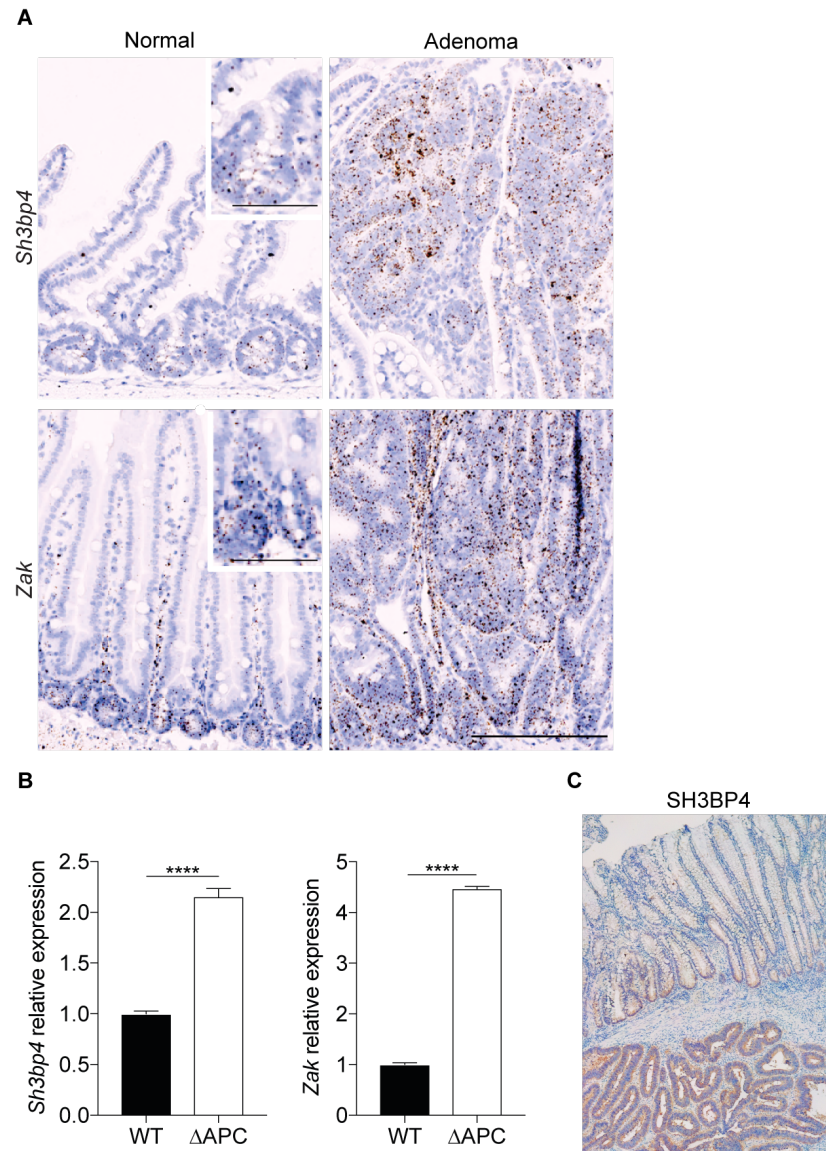 A
Normal
Adenoma
Sh3bp4
Zak
B
Sh3bp4 relative expression
2.5
2.0
1.5
1.0
0.5
0.0
****
WT
ΔAPC
Zak relative expression
5
4
3
2
1
0
****
WT
ΔAPC
C
SH3BP4